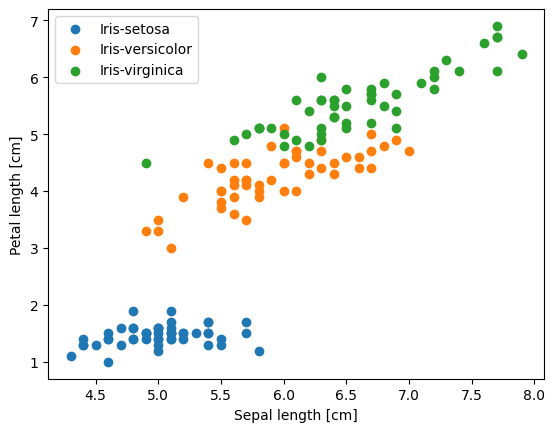 Iris-setosa
Iris-versicolor
Iris-virginica
7
6
5
4
3
2
1
Petal length [cm]
4.5 5.0 5.5 6.0 6.5 7.0 7.5 8.0
Sepal length [cm]